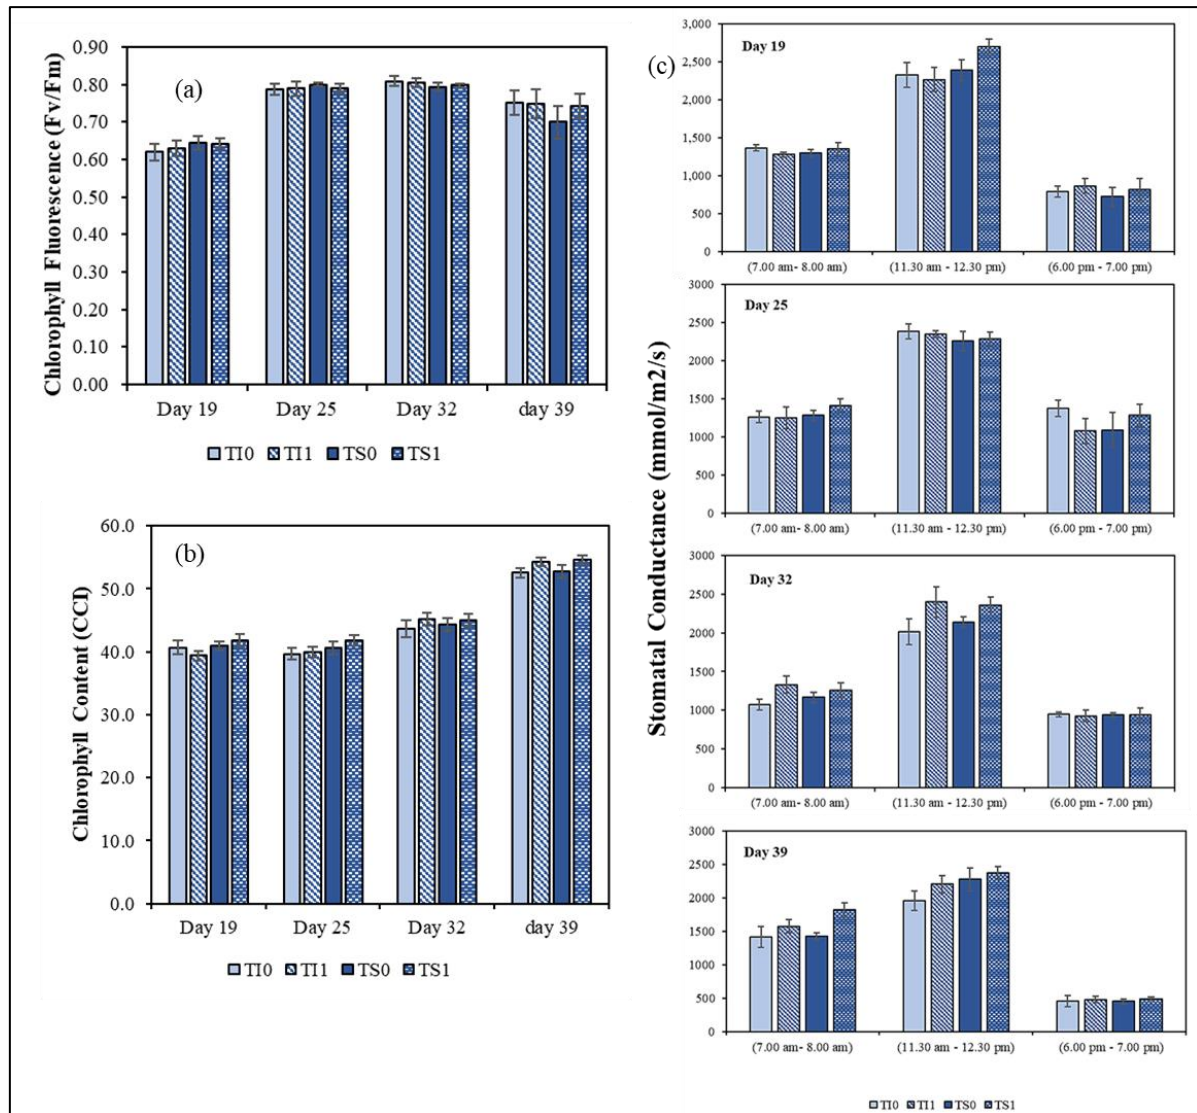 (a)
Chlorophyll Fluorescence (Fv/Fm)
0.90
0.80
0.70
0.60
0.50
0.40
0.30
0.20
0.10
0.00
Day 19 Day 25 Day 32 day 39
TI0 TI1 TS0 TS1
(b)
Chlorophyll Content (CCI)
60.0
50.0
40.0
30.0
20.0
10.0
0.0
Day 19 Day 25 Day 32 day 39
TI0 TI1 TS0 TS1
(c)
Stomatal Conductance (mmol/m2/s)
Day 19
3,000
2,500
2,000
1,500
1,000
500
0
(7.00 am- 8.00 am) (11.30 am - 12.30 pm) (6.00 pm - 7.00 pm)
Day 25
3000
2500
2000
1500
1000
500
0
(7.00 am- 8.00 am) (11.30 am - 12.30 pm) (6.00 pm - 7.00 pm)
Day 32
3000
2500
2000
1500
1000
500
0
(7.00 am- 8.00 am) (11.30 am - 12.30 pm) (6.00 pm - 7.00 pm)
Day 39
3000
2500
2000
1500
1000
500
0
(7.00 am- 8.00 am) (11.30 am - 12.30 pm) (6.00 pm - 7.00 pm)
TI0 TI1 TS0 TS1